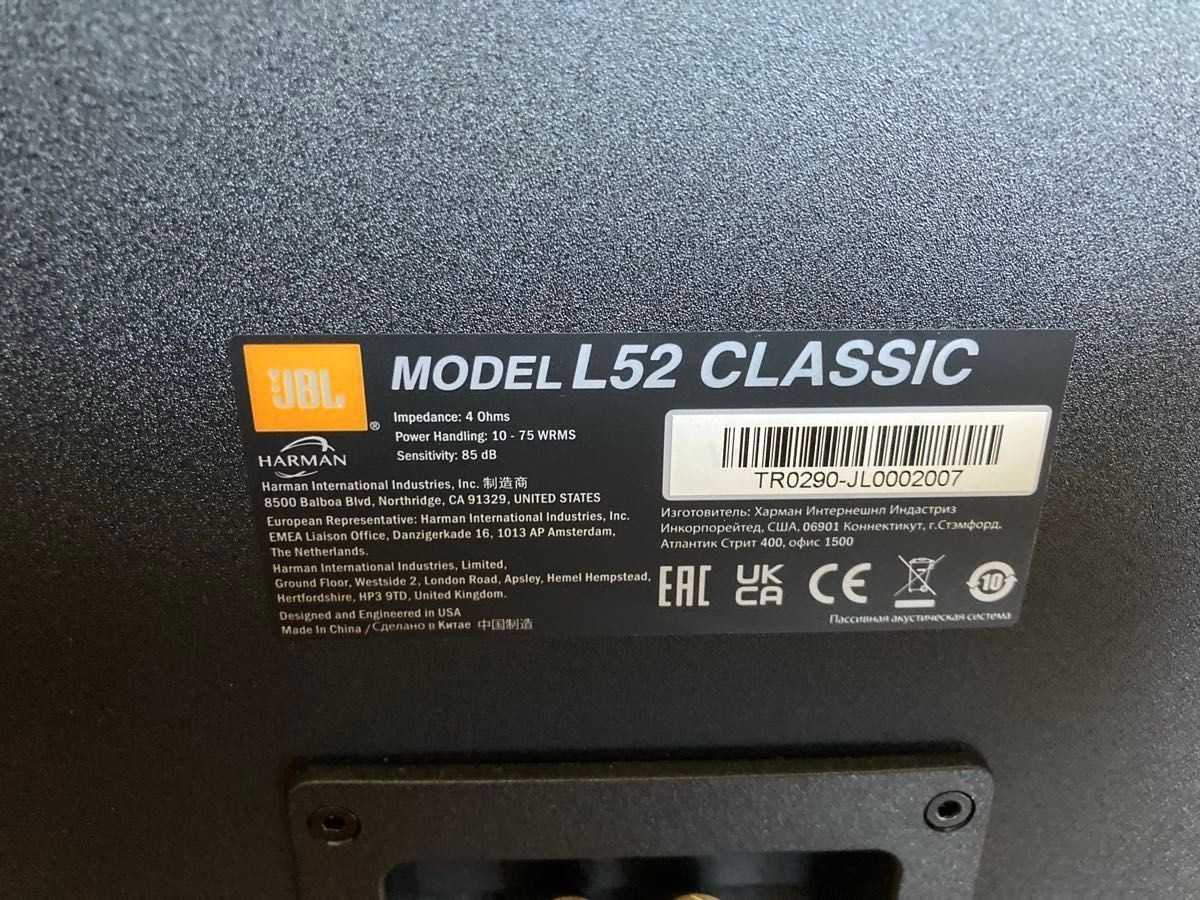 JBL
®
MODEL L52 CLASSIC
Impedance: 4 Ohms
Power Handling: 10 - 75 WRMS
Sensitivity: 85 dB
HARMAN
Harman International Industries, Inc. 制造商
8500 Balboa Blvd, Northridge, CA 91329, UNITED STATES
European Representative: Harman International Industries, Inc.
EMEA Liaison Office, Danzigerkade 16, 1013 AP Amsterdam,
The Netherlands.
Harman International Industries, Limited,
Ground Floor, Westside 2, London Road, Apsley, Hemel Hempstead,
Hertfordshire, HP3 9TD, United Kingdom.
Designed and Engineered in USA
Made In China / Сделано в Китае 中国制造
TR0290-JL0002007
Изготовитель: Харман Интернешнл Индастриз
Инкорпорейтед, США, 06901 Коннектикут, г.Стэмфорд,
Атлантик Стрит 400, офис 1500
EAC UK CA CE 10
Пассивная акустическая система